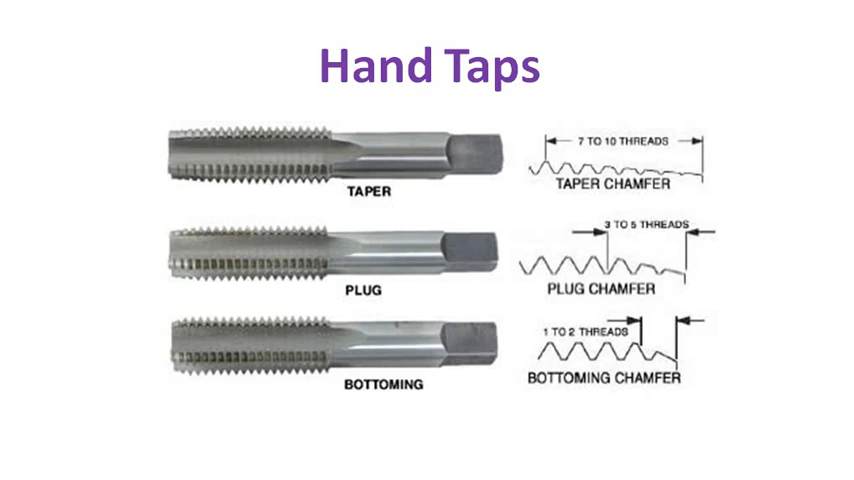 Hand Taps
7 TO 10 THREADS
TAPER CHAMFER
TAPER
3 TO 5 THREADS
PLUG CHAMFER
PLUG
1 TO 2 THREADS
BOTTOMING CHAMFER
BOTTOMING